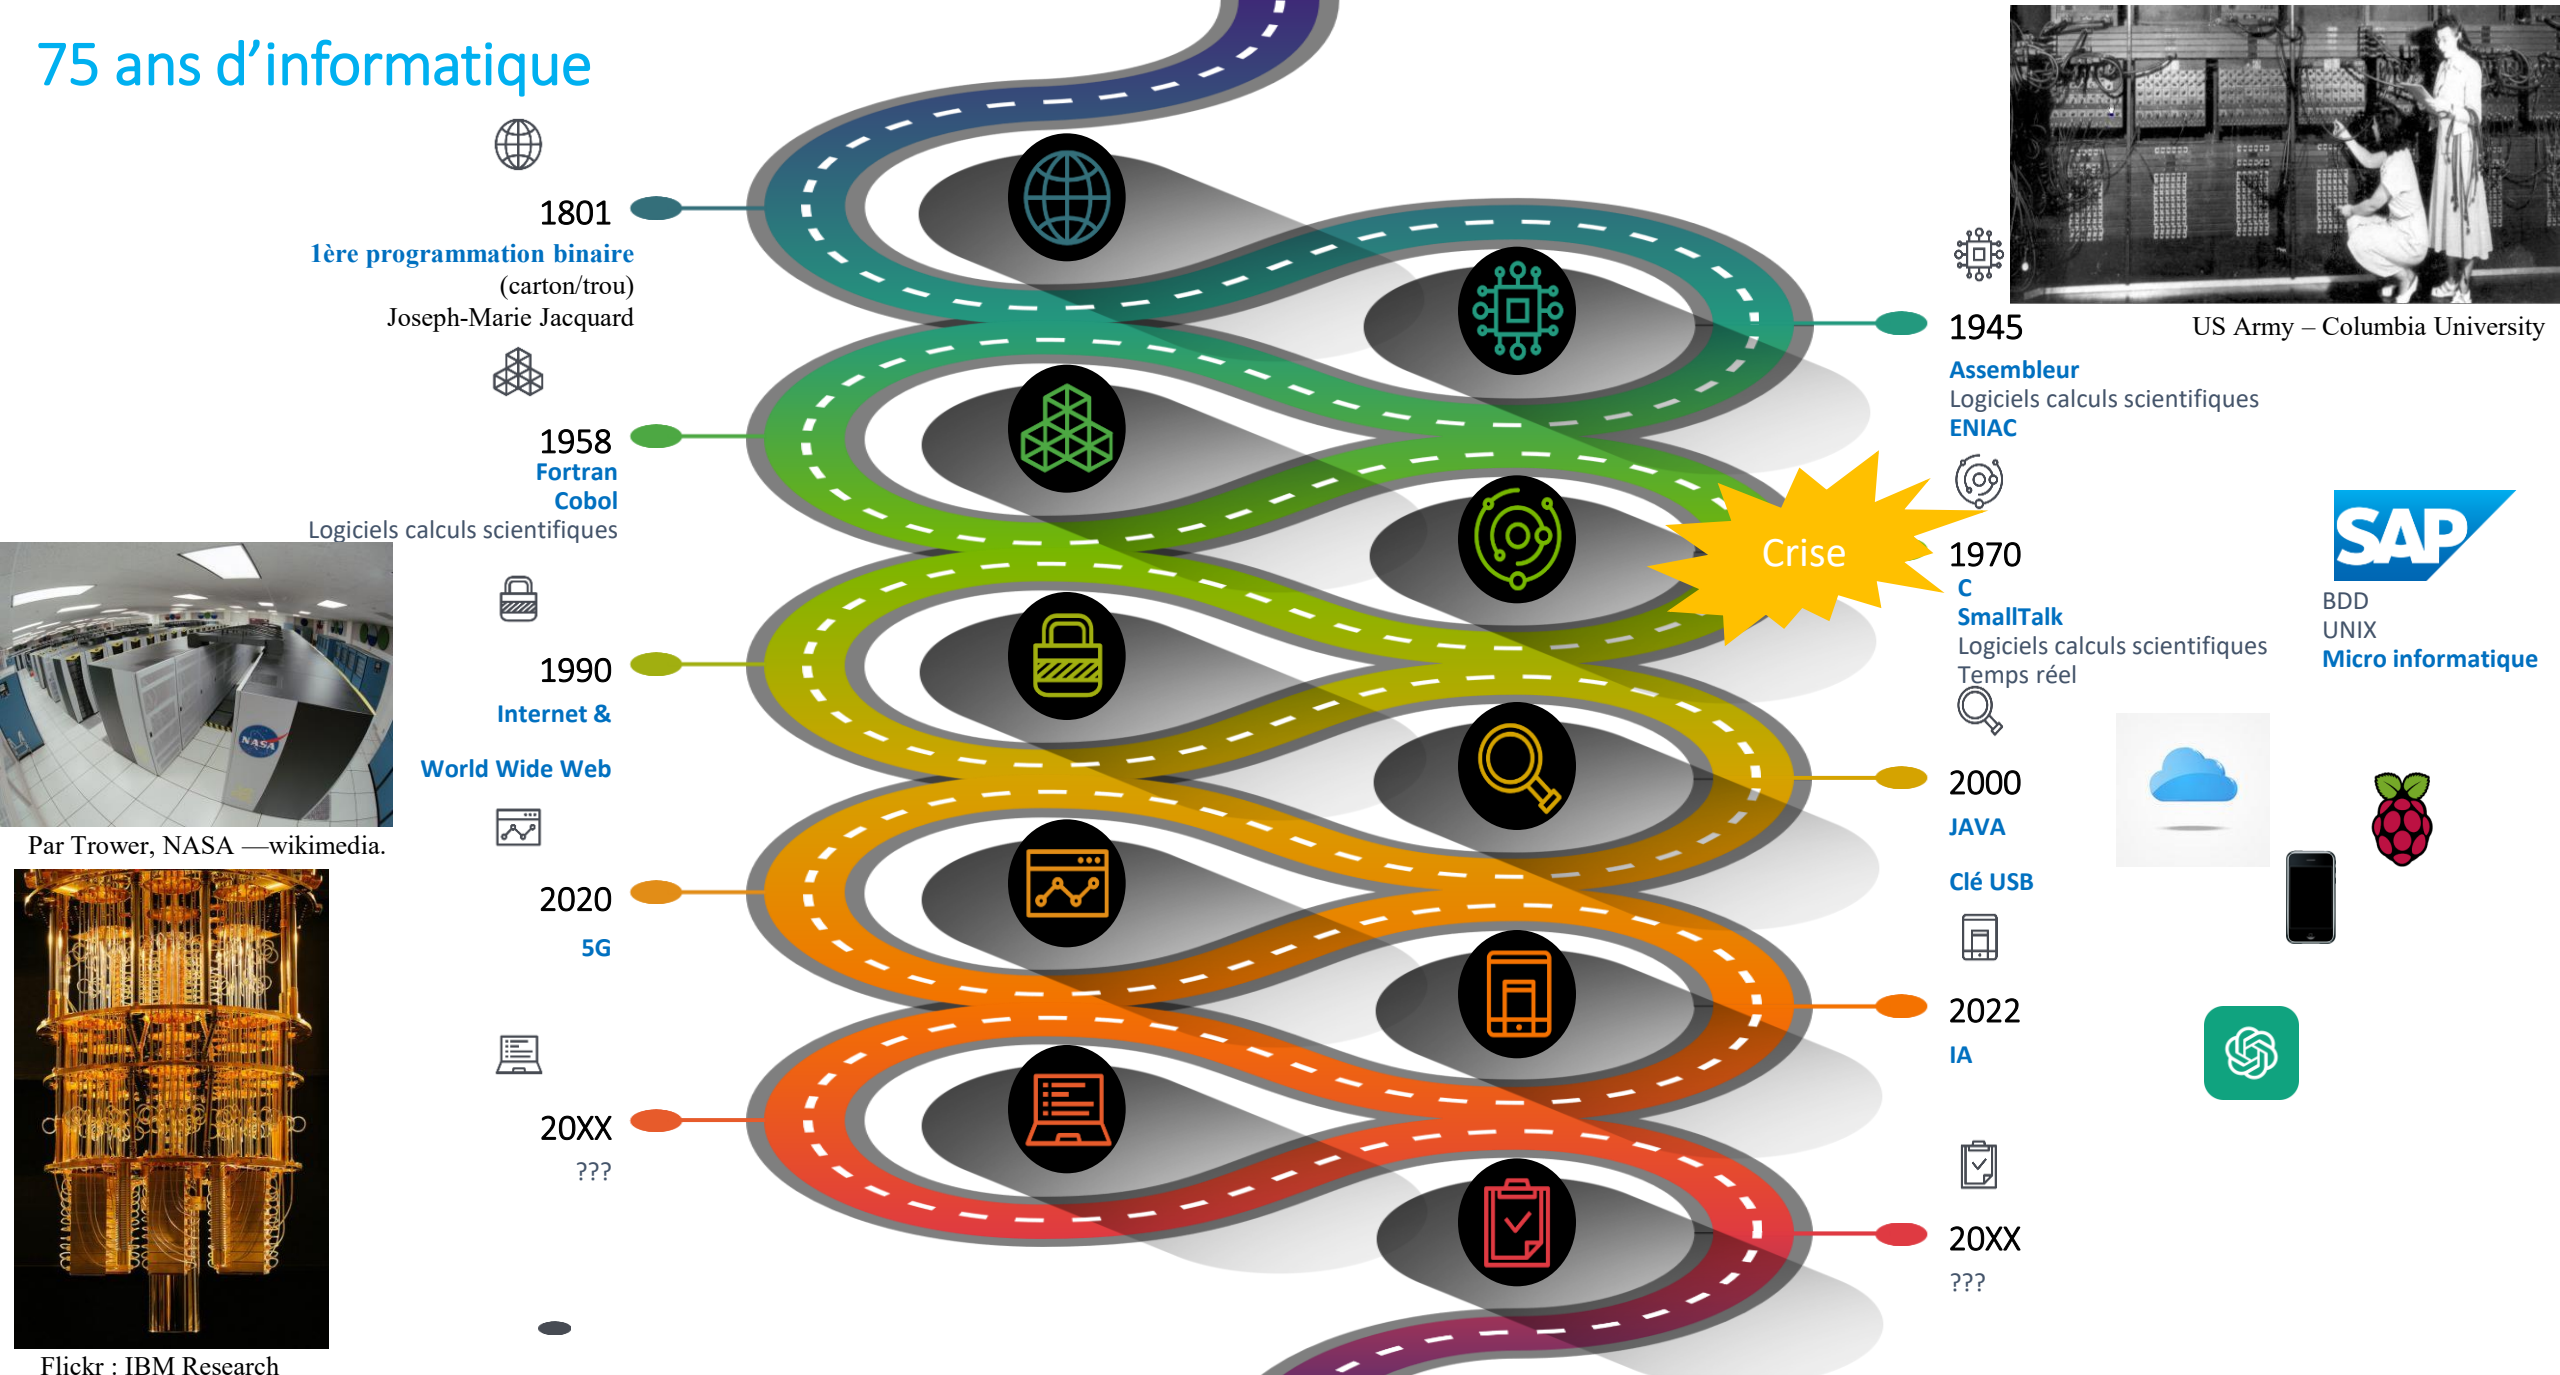 75 ans d'informatique
1801
1ère programmation binaire
(carton/trou)
Joseph-Marie Jacquard
US Army – Columbia University
1945
Assembleur
Logiciels calculs scientifiques
ENIAC
1958
Fortran
Cobol
Logiciels calculs scientifiques
Crise
1970
C
SmallTalk
Logiciels calculs scientifiques
Temps réel
SAP
BDD
UNIX
Micro informatique
NASA
Par Trower, NASA —wikimedia.
1990
Internet &
World Wide Web
2000
JAVA
Clé USB
2020
5G
2022
IA
20XX
???
20XX
???
Flickr : IBM Research